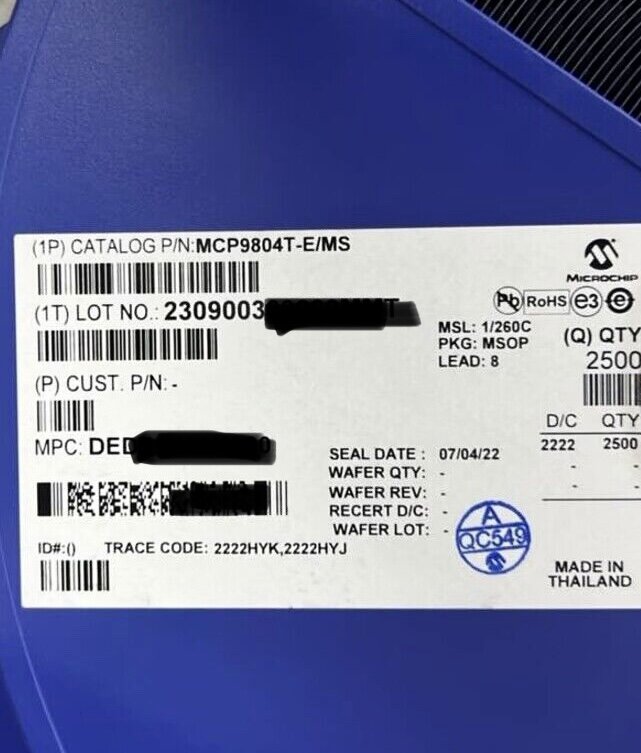 (1P) CATALOG P/N:MCP9804T-E/MS
MICROCHIP
(1T) LOT NO.: 2309003
Pb RoHS e3 e
MSL: 1/260C
PKG: MSOP
LEAD: 8
(Q) QTY
2500
(P) CUST. P/N: -
D/C QTY
2222 2500
- -
- -
MPC: DED
SEAL DATE : 07/04/22
WAFER QTY: -
WAFER REV: -
RECERT D/C: -
WAFER LOT: -
A
QC549
ID#:() TRACE CODE: 2222HYK,2222HYJ
MADE IN
THAILAND